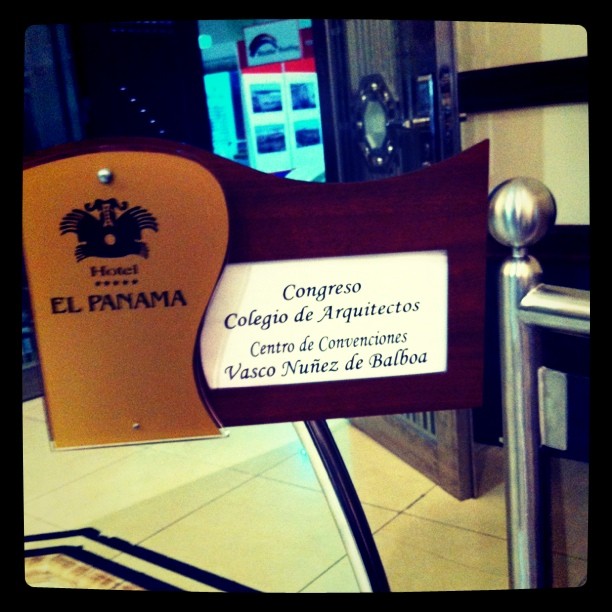 Hotel
EL PANAMA
Congreso
Colegio de Arquitectos
Centro de Convenciones
Vasco Nuñez de Balboa